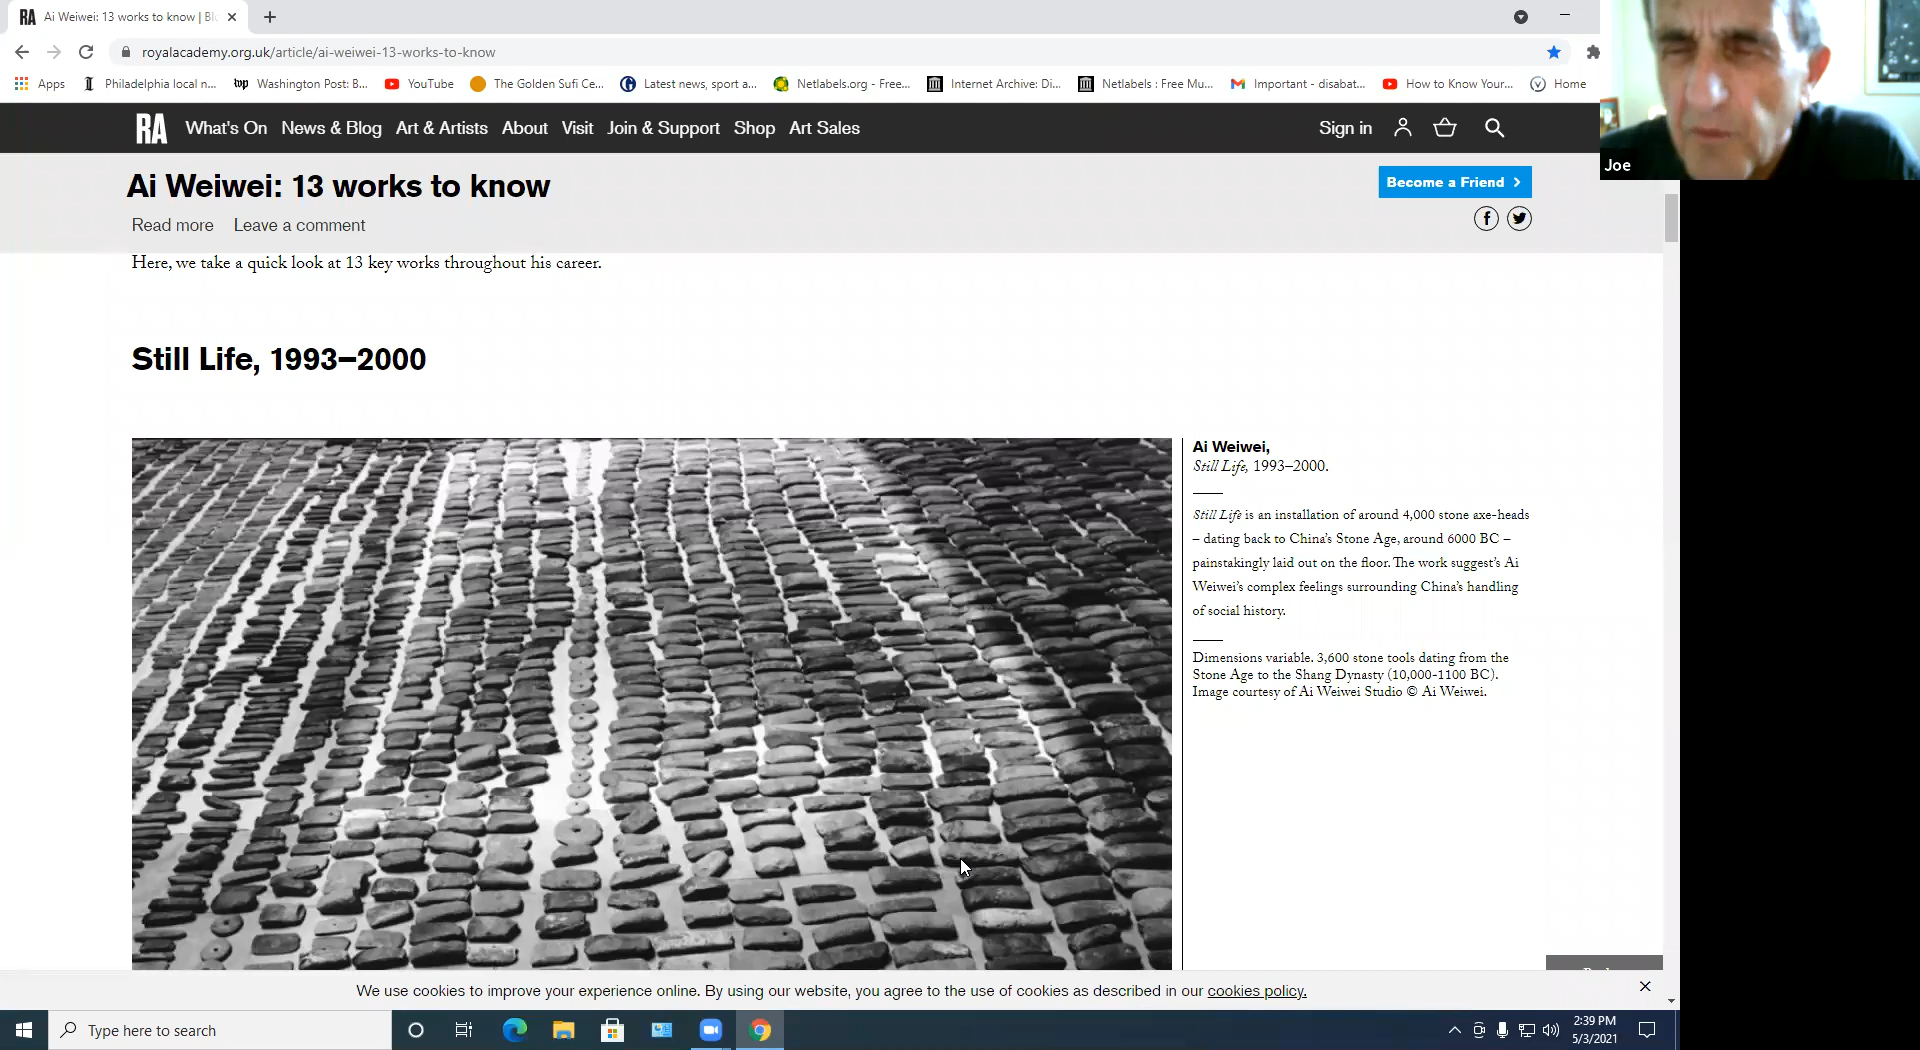 RA Ai Weiwei: 13 works to know | Bl
royalacademy.org.uk/article/ai-weiwei-13-works-to-know
Apps Philadelphia local n... wp Washington Post: B... YouTube The Golden Sufi Ce... Latest news, sport a... Netlabels.org - Free... Internet Archive: Di... Netlabels : Free Mu... Important - disabat... How to Know Your... Home
RA What's On News & Blog Art & Artists About Visit Join & Support Shop Art Sales Sign in
Joe
Ai Weiwei: 13 works to know
Become a Friend
Read more Leave a comment
Here, we take a quick look at 13 key works throughout his career.
Still Life, 1993–2000
Ai Weiwei,
Still Life, 1993–2000.
Still Life is an installation of around 4,000 stone axe-heads
– dating back to China's Stone Age, around 6000 BC –
painstakingly laid out on the floor. The work suggest's Ai
Weiwei's complex feelings surrounding China's handling
of social history.
Dimensions variable. 3,600 stone tools dating from the
Stone Age to the Shang Dynasty (10,000-1100 BC).
Image courtesy of Ai Weiwei Studio © Ai Weiwei.
We use cookies to improve your experience online. By using our website, you agree to the use of cookies as described in our cookies policy.
Type here to search
2:39 PM
5/3/2021